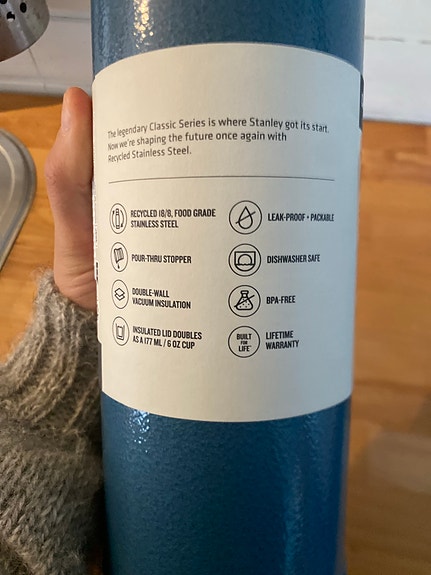 The legendary Classic Series is where Stanley got its start.
Now we're shaping the future once again with
Recycled Stainless Steel.
RECYCLED 18/8, FOOD GRADE
STAINLESS STEEL
POUR-THRU STOPPER
DOUBLE-WALL
VACUUM INSULATION
INSULATED LID DOUBLES
AS A 177 ML / 6 OZ CUP
LEAK-PROOF • PACKABLE
DISHWASHER SAFE
BPA-FREE
BUILT
FOR
LIFE
LIFETIME
WARRANTY